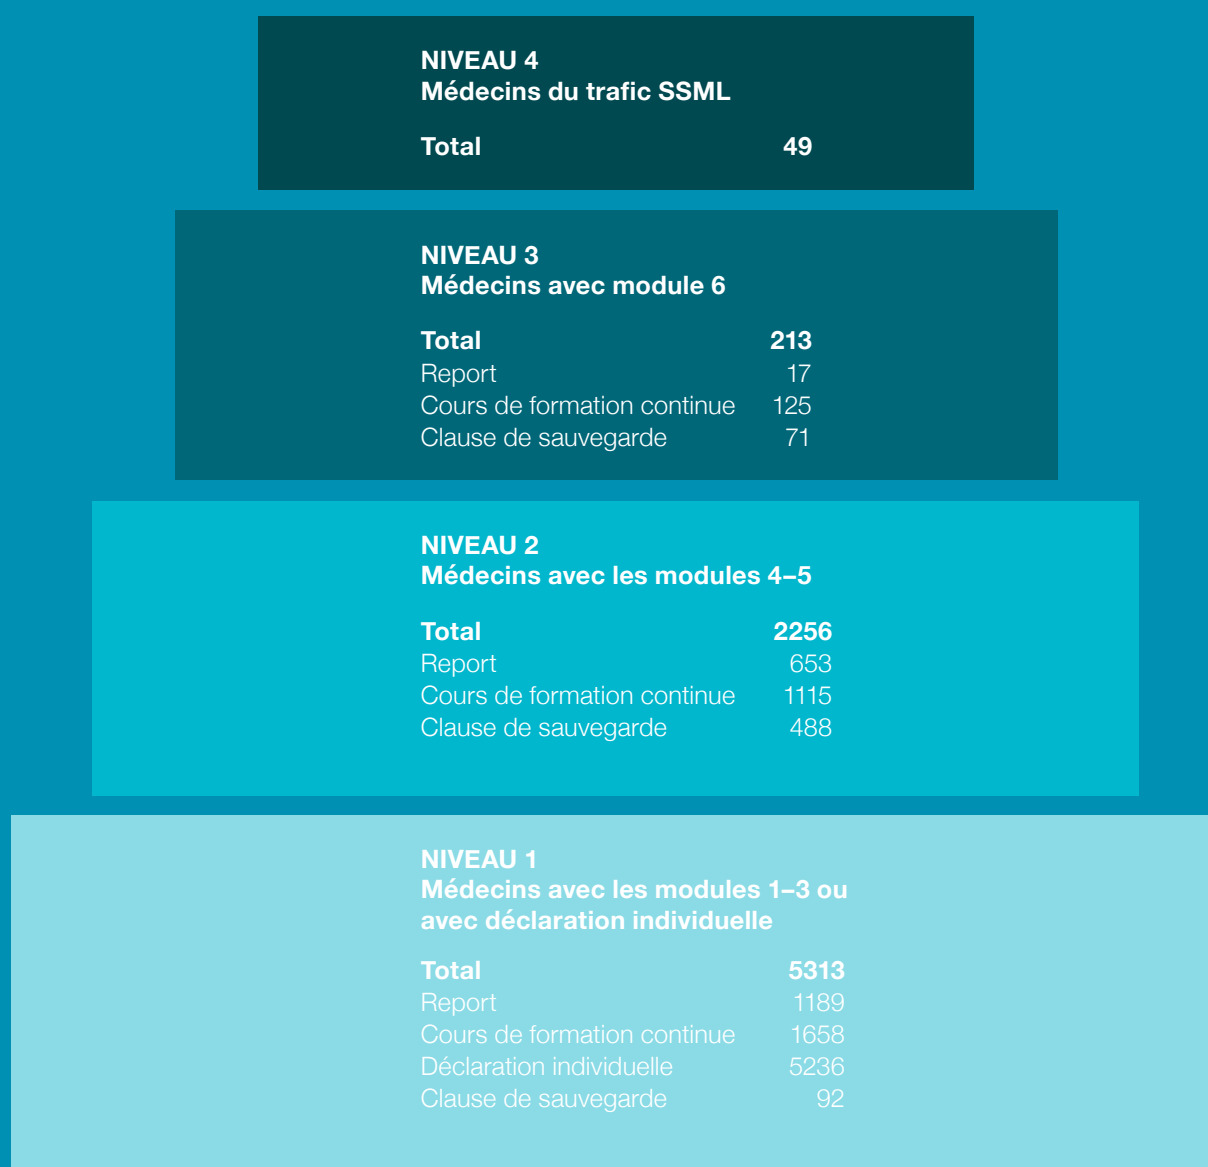 NIVEAU 4
Médecins du trafic SSML
Total 49
NIVEAU 3
Médecins avec module 6
Total 213
Report 17
Cours de formation continue 125
Clause de sauvegarde 71
NIVEAU 2
Médecins avec les modules 4–5
Total 2256
Report 653
Cours de formation continue 1115
Clause de sauvegarde 488
NIVEAU 1
Médecins avec les modules 1–3 ou
avec déclaration individuelle
Total 5313
Report 1189
Cours de formation continue 1658
Déclaration individuelle 5236
Clause de sauvegarde 92